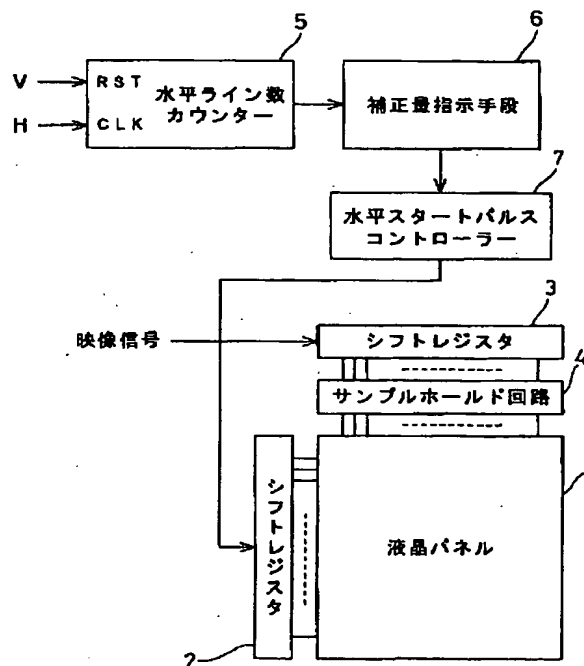 5
6
V
RST
水平ライン数
カウンター
H
CLK
補正量指示手段
7
水平スタートパルス
コントローラー
3
映像信号
シフトレジスタ
4
サンプルホールド回路
シフトレジスタ
液晶パネル
2